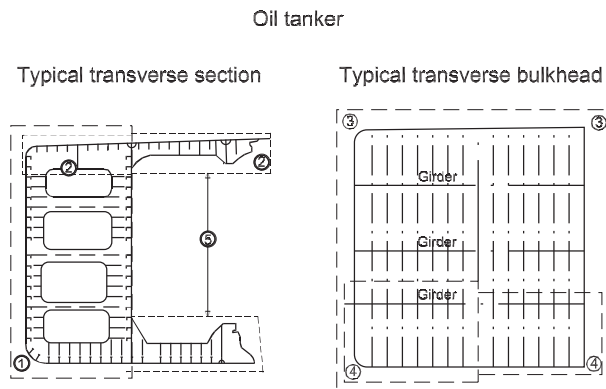 Oil tanker
Typical transverse section
Typical transverse bulkhead
3
3
2
2
Girder
5
Girder
Girder
1
4
4